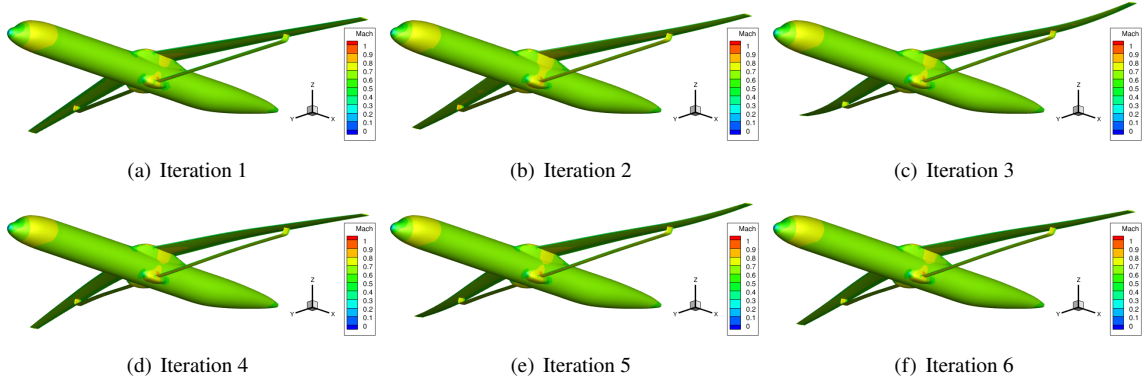 Mach
1
0.9
0.8
0.7
0.6
0.5
0.4
0.3
0.2
0.1
0
Z
Y
X
(a) Iteration 1
Mach
1
0.9
0.8
0.7
0.6
0.5
0.4
0.3
0.2
0.1
0
Z
Y
X
(b) Iteration 2
Mach
1
0.9
0.8
0.7
0.6
0.5
0.4
0.3
0.2
0.1
0
Z
Y
X
(c) Iteration 3
Mach
1
0.9
0.8
0.7
0.6
0.5
0.4
0.3
0.2
0.1
0
Z
Y
X
(d) Iteration 4
Mach
1
0.9
0.8
0.7
0.6
0.5
0.4
0.3
0.2
0.1
0
Z
Y
X
(e) Iteration 5
Mach
1
0.9
0.8
0.7
0.6
0.5
0.4
0.3
0.2
0.1
0
Z
Y
X
(f) Iteration 6